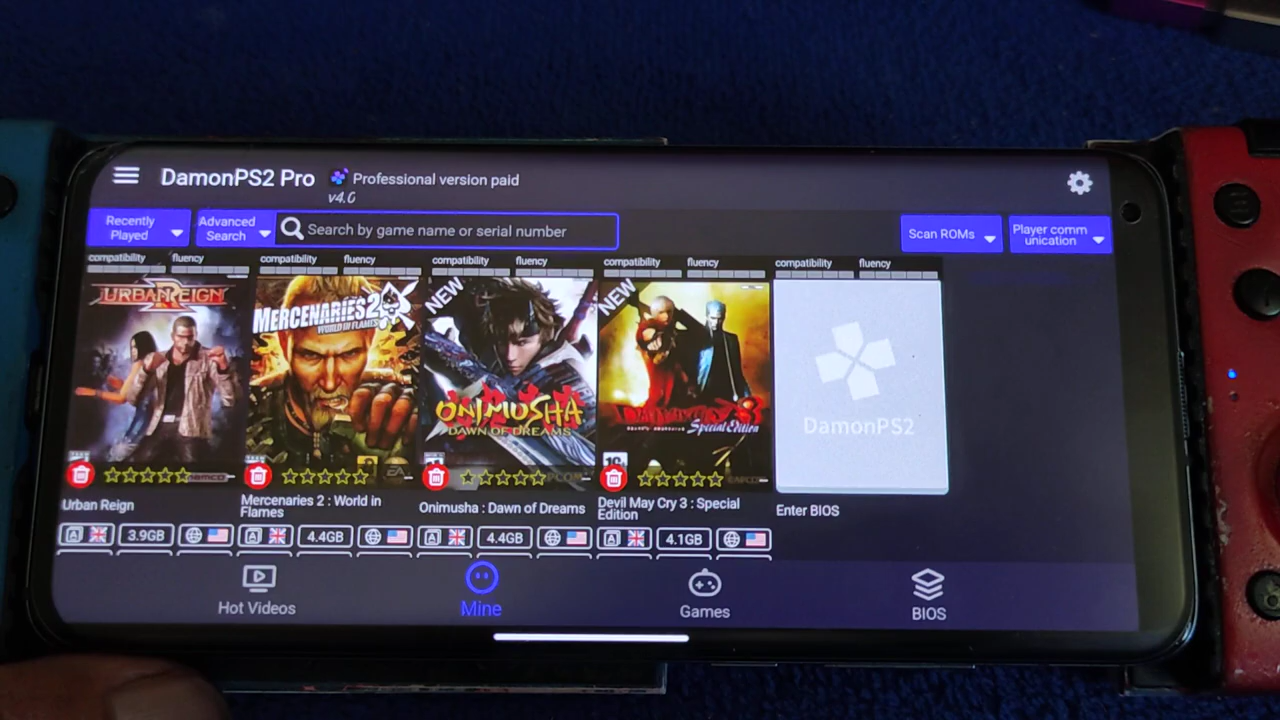 DamonPS2 Pro
Professional version paid
v4.0
Recently
Played
Advanced
Search
Search by game name or serial number
Scan ROMs
Player comm
unication
compatibility fluency compatibility fluency compatibility fluency compatibility fluency compatibility fluency
URBAN REIGN
MERCENARIES 2
WORLD IN FLAMES
NEW
ONIMUSHA
DAWN OF DREAMS
NEW
Special Edition
DamonPS2
namco
EA
Urban Reign
Mercenaries 2 : World in
Flames
Onimusha : Dawn of Dreams
Devil May Cry 3 : Special
Edition
Enter BIOS
A 3.9GB A 4.4GB A 4.4GB A 4.1GB
Hot Videos
Mine
Games
BIOS